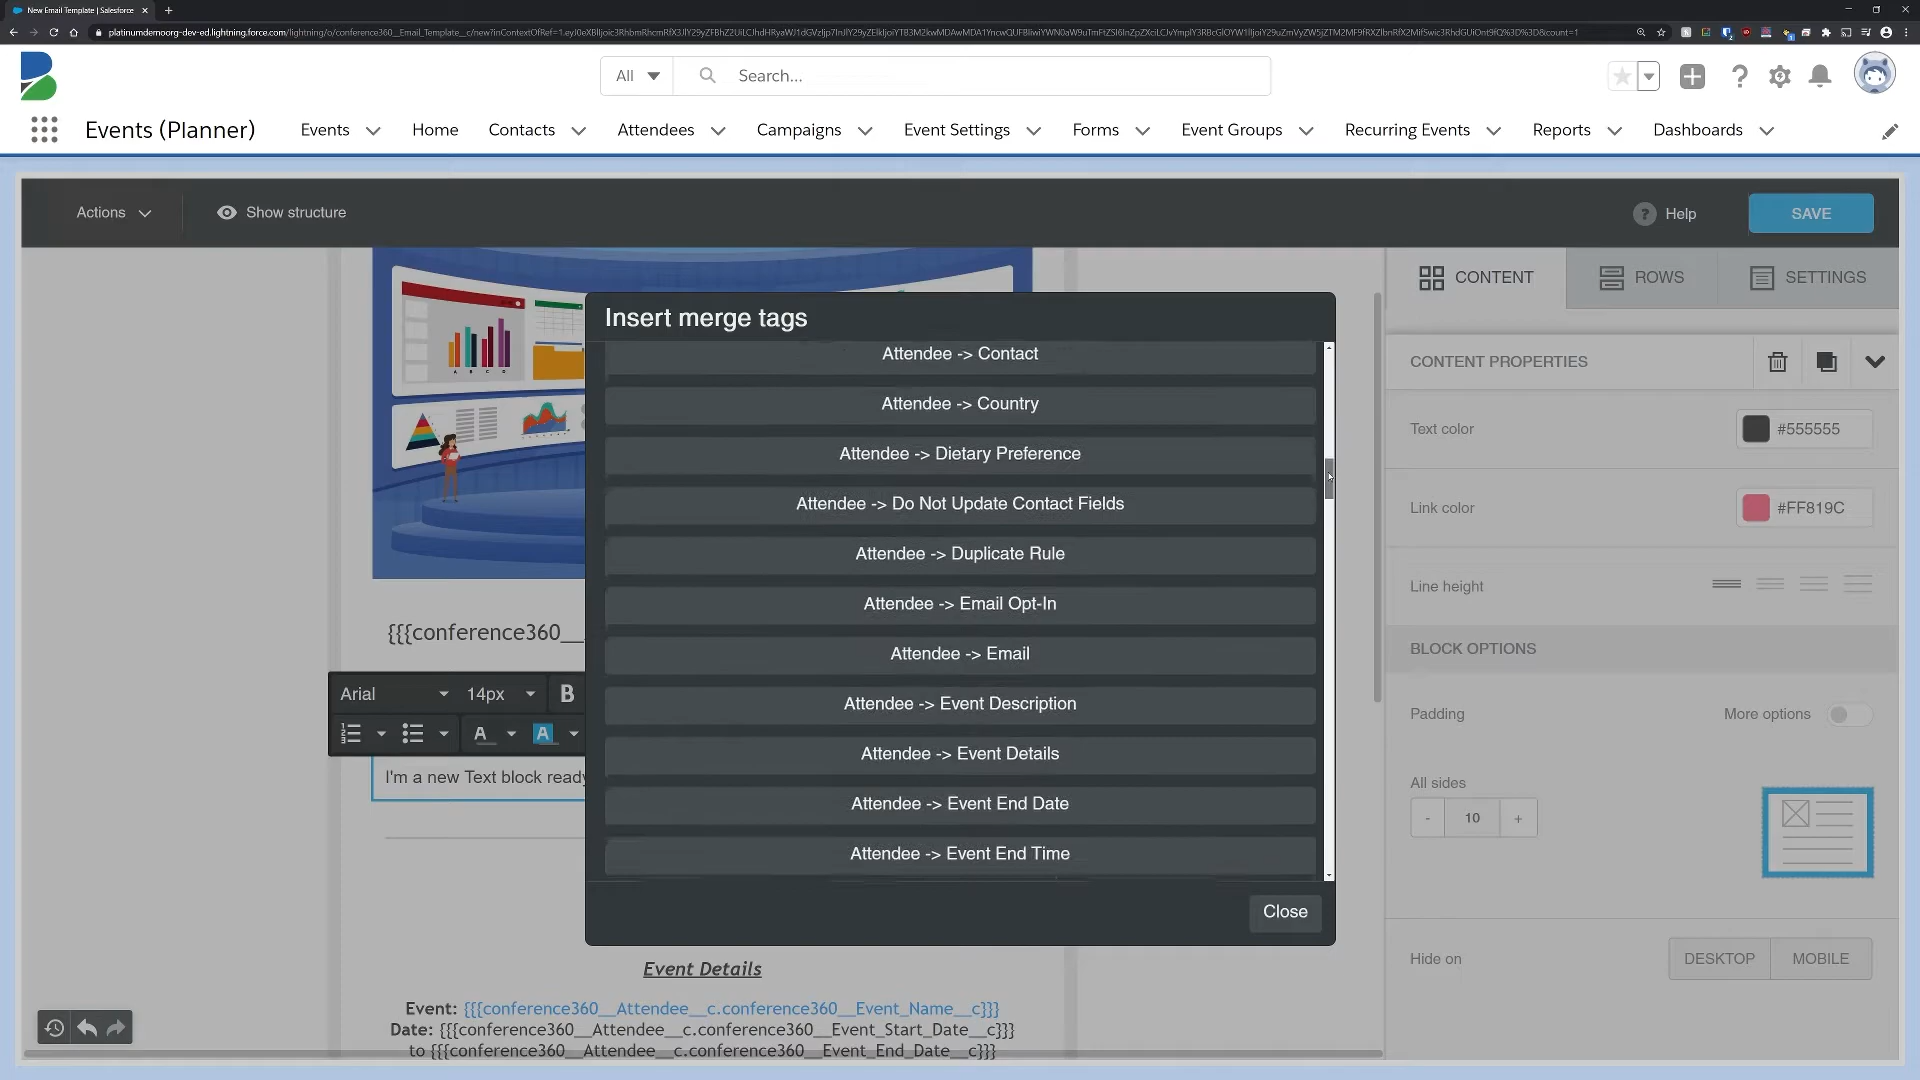 New Email Template | Salesforce
All
Search...
Events (Planner)
Events
Home
Contacts
Attendees
Campaigns
Event Settings
Forms
Event Groups
Recurring Events
Reports
Dashboards
Actions
Show structure
Help
SAVE
CONTENT
ROWS
SETTINGS
Insert merge tags
Attendee -> Contact
Attendee -> Country
Attendee -> Dietary Preference
Attendee -> Do Not Update Contact Fields
Attendee -> Duplicate Rule
Attendee -> Email Opt-In
Attendee -> Email
Attendee -> Event Description
Attendee -> Event Details
Attendee -> Event End Date
Attendee -> Event End Time
Close
CONTENT PROPERTIES
Text color
#555555
Link color
#FF819C
Line height
BLOCK OPTIONS
Padding
More options
All sides
- 10 +
Hide on
DESKTOP
MOBILE
{{{conference360__
Arial
14px
B
A
A
I'm a new Text block ready
Event Details
Event: {{{conference360__Attendee__c.conference360__Event_Name__c}}}
Date: {{{conference360__Attendee__c.conference360__Event_Start_Date__c}}}
to {{{conference360__Attendee__c.conference360__Event_End_Date__c}}}